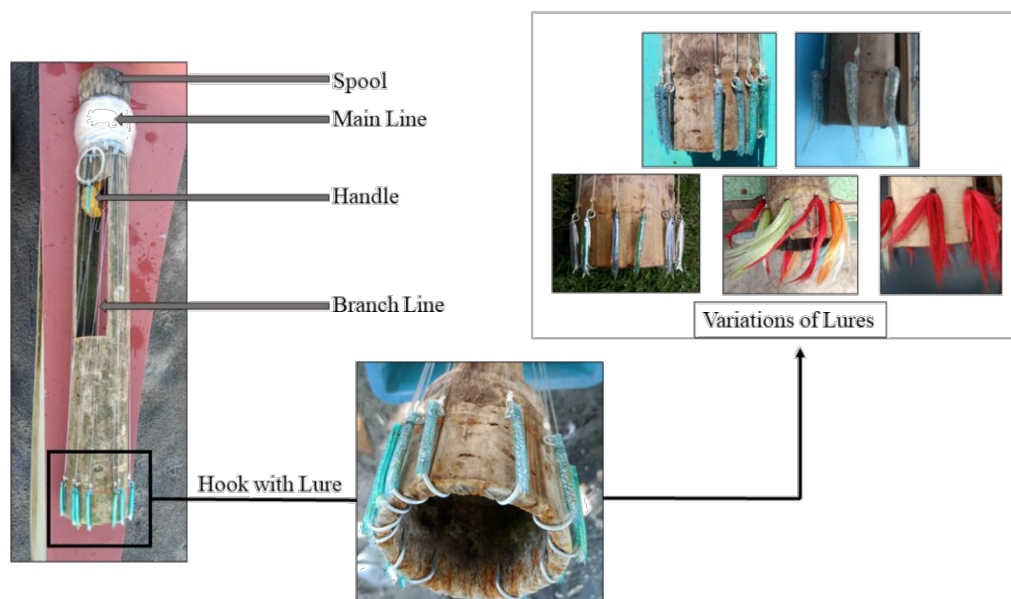 Spool
Main Line
Handle
Branch Line
Hook with Lure
Variations of Lures